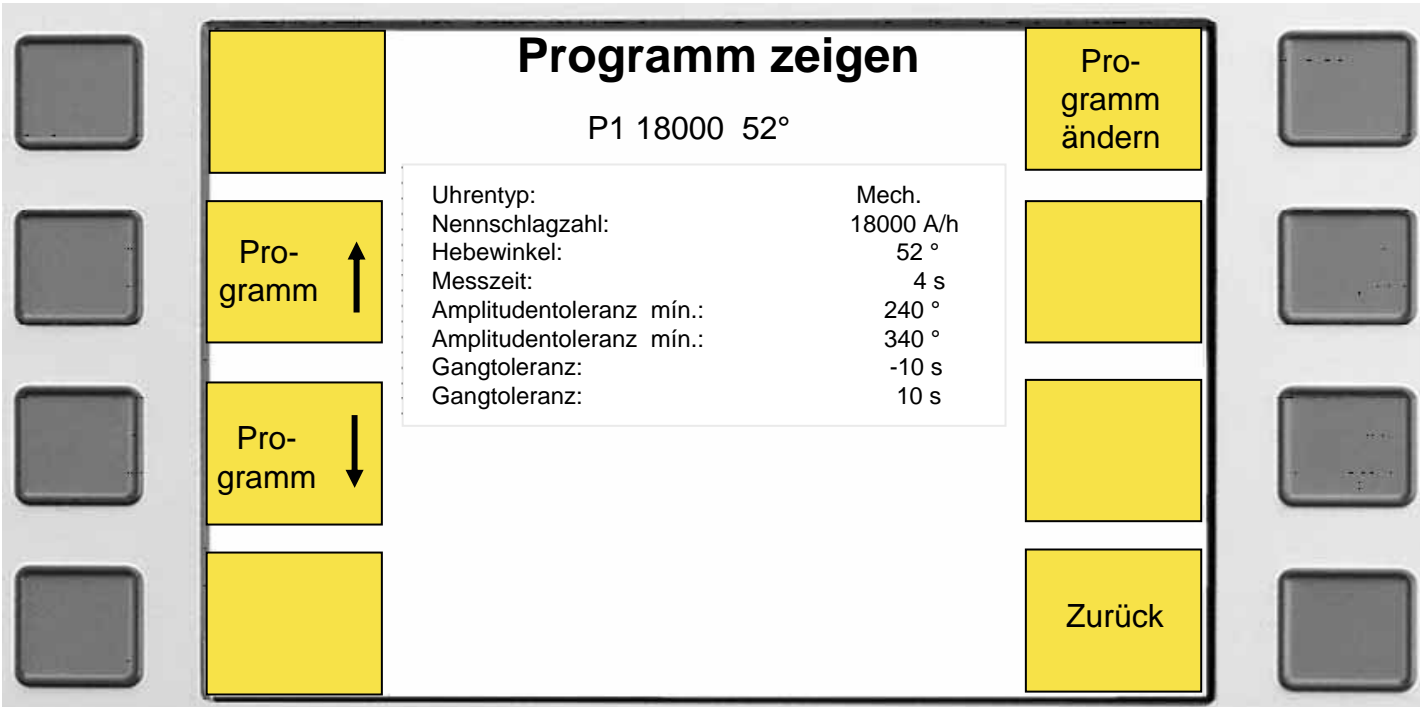 Programm zeigen
P1 18000 52°
Pro-
gramm
ändern
Uhrentyp: Mech.
Nennschlagzahl: 18000 A/h
Hebewinkel: 52 °
Messzeit: 4 s
Amplitudentoleranz mín.: 240 °
Amplitudentoleranz mín.: 340 °
Gangtoleranz: -10 s
Gangtoleranz: 10 s
Pro-
gramm
Pro-
gramm
Zurück